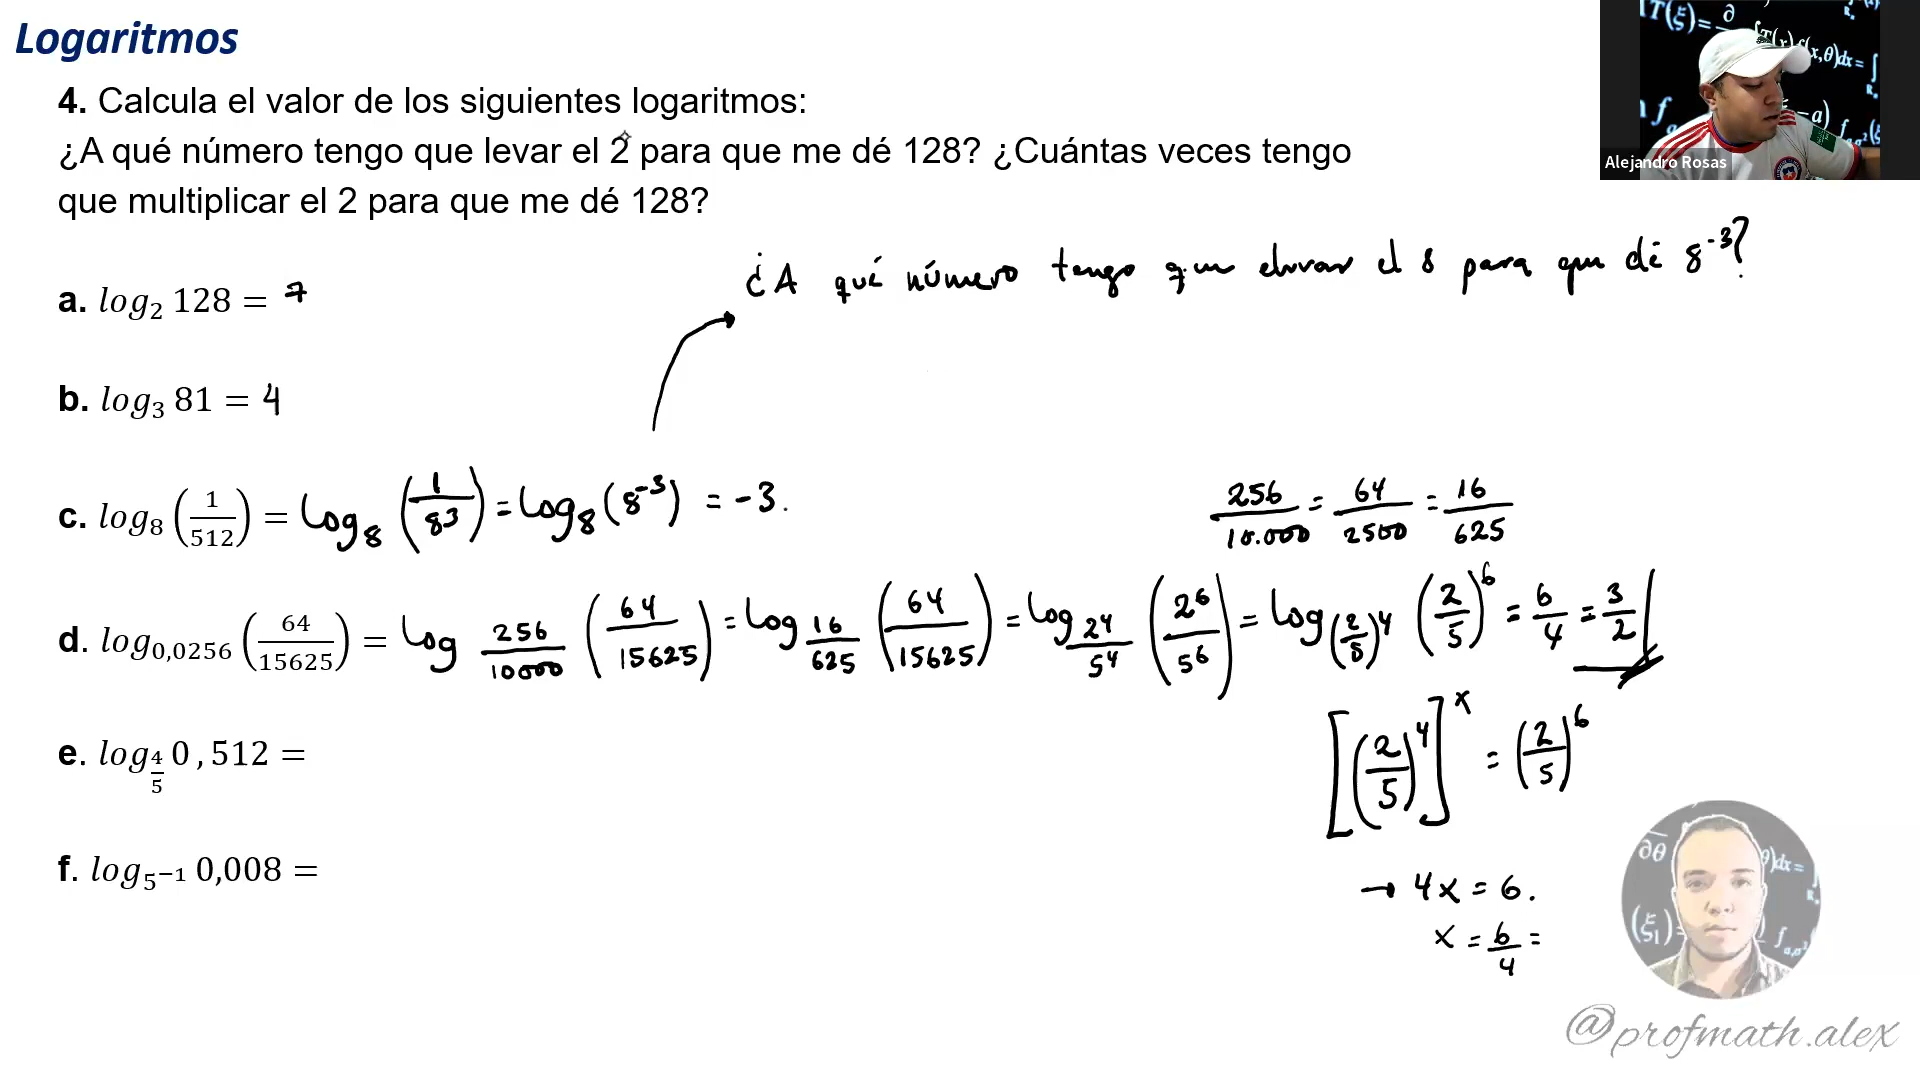 Logaritmos
4. Calcula el valor de los siguientes logaritmos:
¿A qué número tengo que levar el 2 para que me dé 128? ¿Cuántas veces tengo
que multiplicar el 2 para que me dé 128?
Alejandro Rosas
¿A qué número tengo que elevar el 8 para que dé 8⁻³?
a. log₂ 128 = 7
b. log₃ 81 = 4
c. log₈ (1/512) = log₈ (1/8³) = log₈ (8⁻³) = -3.
256/10.000 = 64/2500 = 16/625
d. log₀,₀₂₅₆ (64/15625) = log 256/10000 (64/15625) = log 16/625 (64/15625) = log 2⁴/5⁴ (2⁶/5⁶) = log (2/5)⁴ (2/5)⁶ = 6/4 = 3/2
[(2/5)⁴]ˣ = (2/5)⁶
e. log 4/5 0,512 =
→ 4x = 6.
f. log₅₋₁ 0,008 =
x = 6/4 =
@profmath.alex